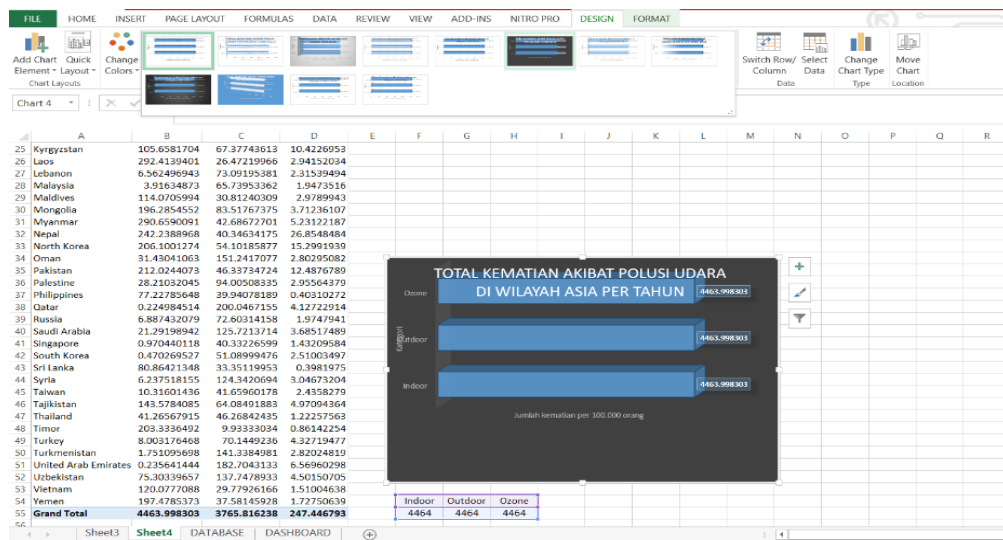 FILE HOME INSERT PAGE LAYOUT FORMULAS DATA REVIEW VIEW ADD-INS NITRO PRO DESIGN FORMAT
Add Chart Quick Change Switch Row/ Select Change Move
Element Layout Colors Column Data Chart Type Chart
Chart Layouts Data Type Location
Chart 4
A B C D E F G H I J K L M N O P Q R
25 Kyrgyzstan 105.6581704 67.37743613 10.4226953
26 Laos 292.4139401 26.47219966 2.94152034
27 Lebanon 6.562496943 73.09195381 2.31539494
28 Malaysia 3.91634873 65.73953362 1.9473516
29 Maldives 114.0705994 30.81240309 2.9789943
30 Mongolia 196.2854552 83.51767375 3.71236107
31 Myanmar 290.6590091 42.68672701 5.23122187
32 Nepal 242.2388968 40.34634175 26.8548484
33 North Korea 206.1001274 54.10185877 15.2991939
34 Oman 31.43041063 151.2417077 2.80295082
35 Pakistan 212.0244073 46.33734724 12.4876789
36 Palestine 28.21032045 94.00508335 2.95564379
37 Philippines 77.22785648 39.94078189 0.40310272
38 Qatar 0.224984514 200.0467155 4.12722914
39 Russia 6.887432079 72.60314158 1.9747941
40 Saudi Arabia 21.29198942 125.7213714 3.68517489
41 Singapore 0.970440118 40.33226599 1.43209584
42 South Korea 0.470269527 51.08999476 2.51003497
43 Sri Lanka 80.86421348 33.35119953 0.3981975
44 Syria 6.237518155 124.3420694 3.04673204
45 Taiwan 10.31601436 41.65960178 2.4358279
46 Tajikistan 143.5784085 64.08491883 4.97094364
47 Thailand 41.26567915 46.26842435 1.22257563
48 Timor 203.3336492 9.93333034 0.86142254
49 Turkey 8.003176468 70.1449236 4.32719477
50 Turkmenistan 1.751095698 141.3384981 2.82024819
51 United Arab Emirates 0.235641444 182.7043133 6.56960298
52 Uzbekistan 75.30339657 137.7478933 4.50150705
53 Vietnam 120.0777088 29.77926166 1.51004638
54 Yemen 197.4785373 37.58145928 1.72750639
55 Grand Total 4463.998303 3765.816238 247.446793
56
TOTAL KEMATIAN AKIBAT POLUSI UDARA
DI WILAYAH ASIA PER TAHUN
Ozone 4463.998303
Kategori
Outdoor 4463.998303
Indoor 4463.998303
Jumlah kematian per 100.000 orang
Indoor Outdoor Ozone
4464 4464 4464
Sheet3 Sheet4 DATABASE DASHBOARD